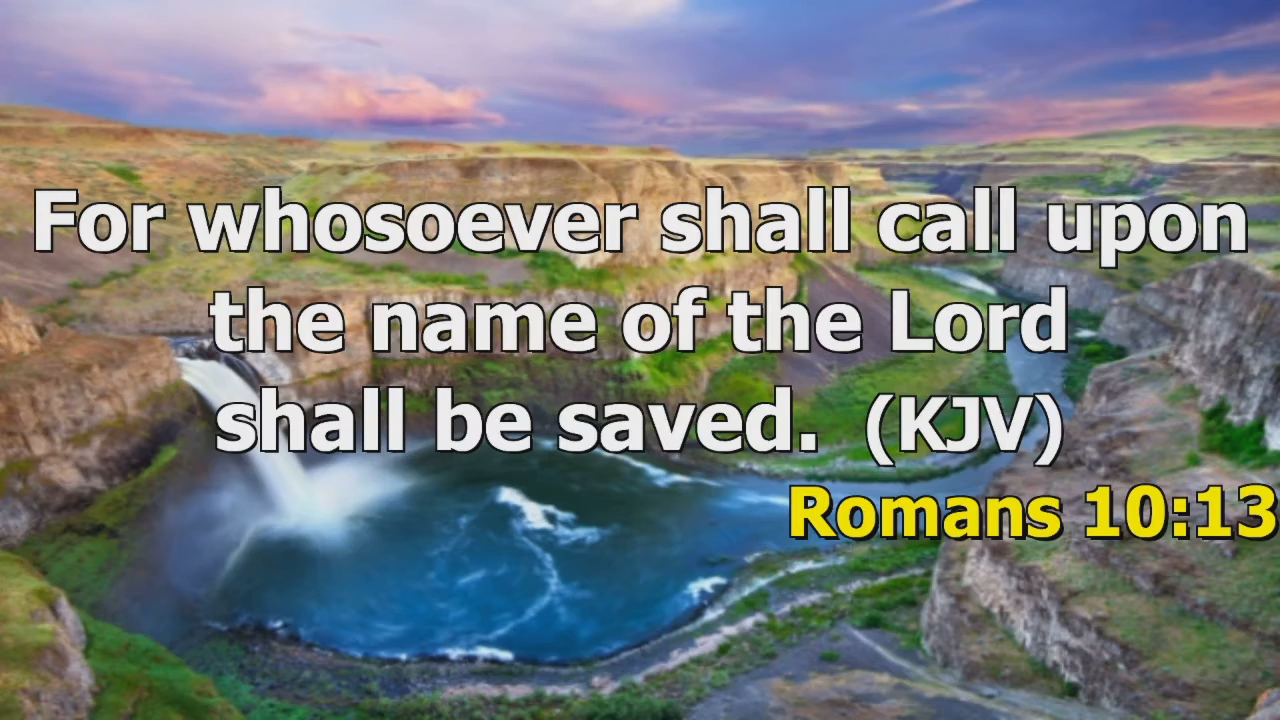 For whosoever shall call upon
the name of the Lord
shall be saved.  (KJV)
Romans 10:13